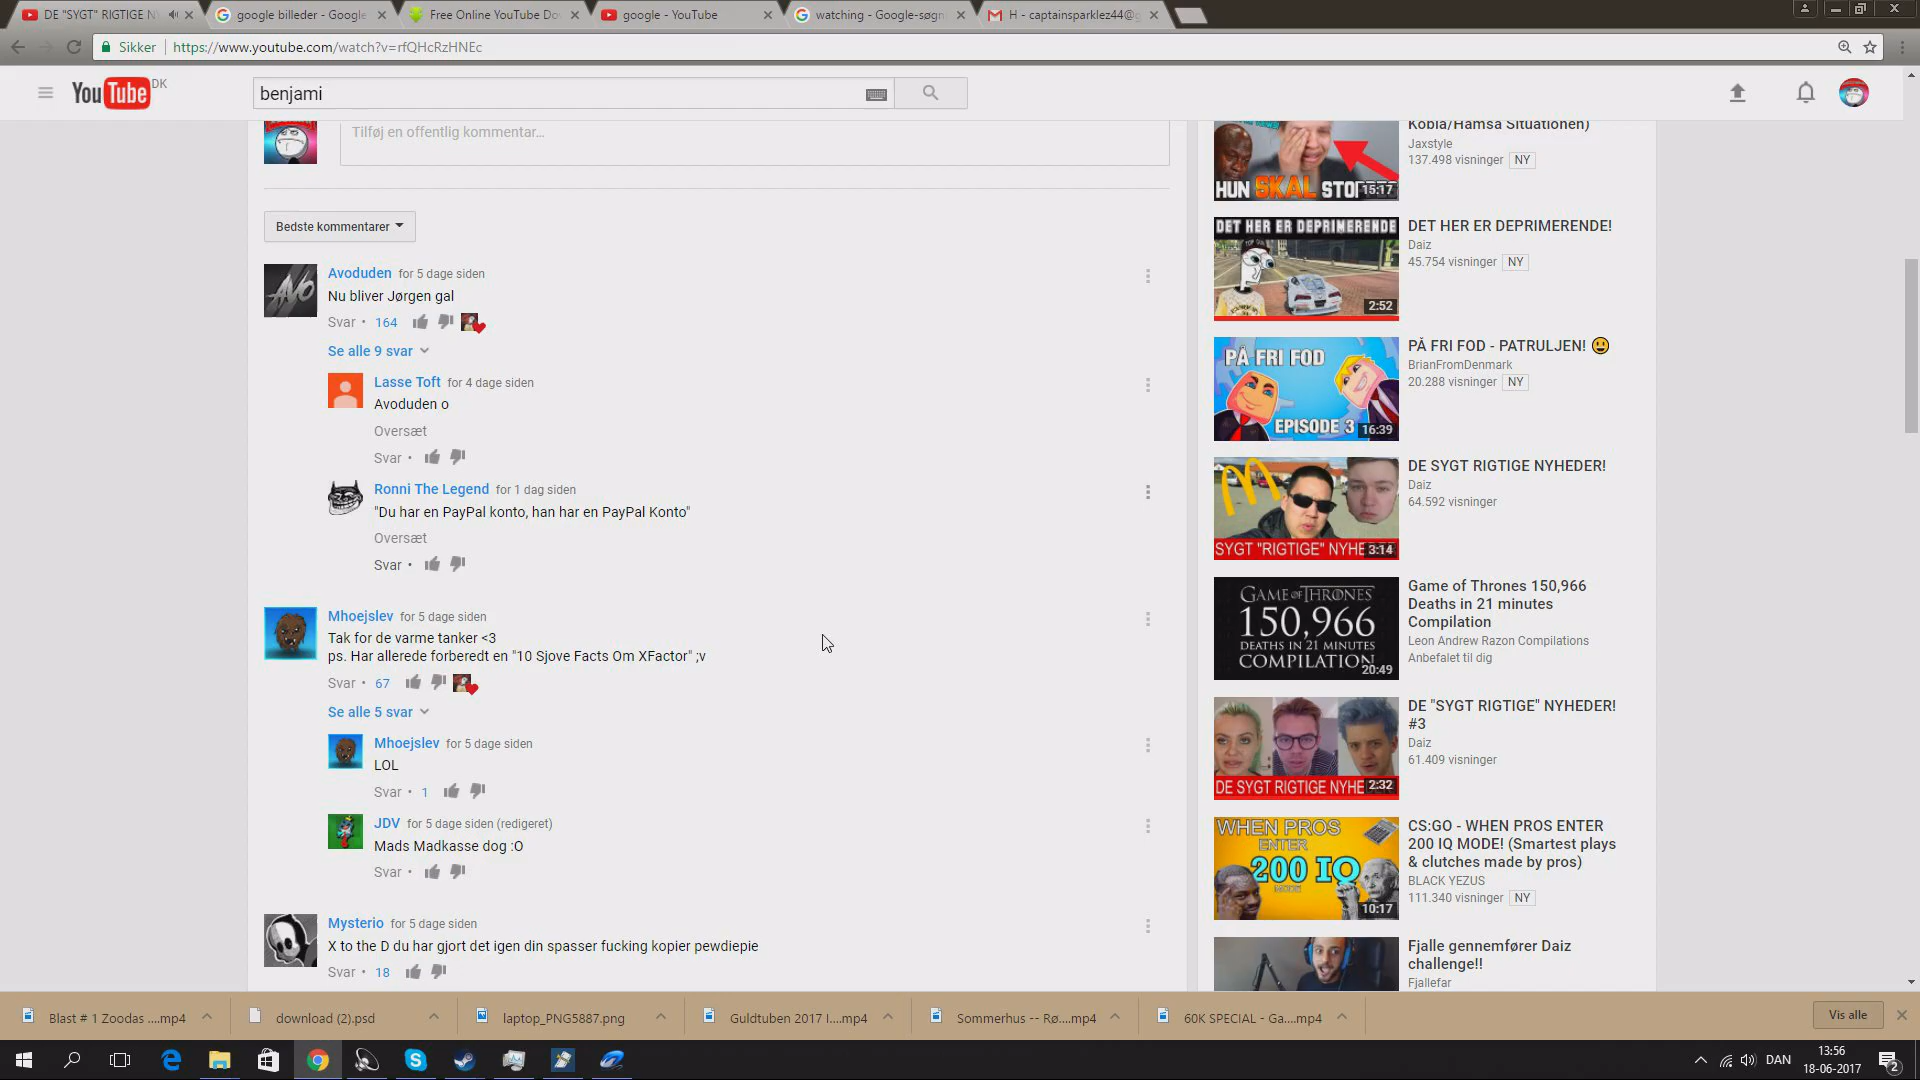 DE "SYGT" RIGTIGE N
google billeder - Google
Free Online YouTube Do
google - YouTube
watching - Google-søgn
H - captainsparklez44@g
Sikker
https://www.youtube.com/watch?v=rfQHcRzHNEc
YouTube DK
benjami
Tilføj en offentlig kommentar...
Bedste kommentarer
Avoduden for 5 dage siden
Nu bliver Jørgen gal
Svar • 164
Se alle 9 svar
Lasse Toft for 4 dage siden
Avoduden o
Oversæt
Svar •
Ronni The Legend for 1 dag siden
"Du har en PayPal konto, han har en PayPal Konto"
Oversæt
Svar •
Mhoejslev for 5 dage siden
Tak for de varme tanker <3
ps. Har allerede forberedt en "10 Sjove Facts Om XFactor" ;v
Svar • 67
Se alle 5 svar
Mhoejslev for 5 dage siden
LOL
Svar • 1
JDV for 5 dage siden (redigeret)
Mads Madkasse dog :O
Svar •
Mysterio for 5 dage siden
X to the D du har gjort det igen din spasser fucking kopier pewdiepie
Svar • 18
AVO
HUN SKAL STOPPES
15:17
Kobla/Hamsa Situationen)
Jaxstyle
137.498 visninger NY
DET HER ER DEPRIMERENDE
2:52
DET HER ER DEPRIMERENDE!
Daiz
45.754 visninger NY
PÅ FRI FOD
EPISODE 3
16:39
PÅ FRI FOD - PATRULJEN! 😃
BrianFromDenmark
20.288 visninger NY
SYGT "RIGTIGE" NYHE
3:14
DE SYGT RIGTIGE NYHEDER!
Daiz
64.592 visninger
GAME OF THRONES
150,966
DEATHS IN 21 MINUTES
COMPILATION
20:49
Game of Thrones 150,966
Deaths in 21 minutes
Compilation
Leon Andrew Razon Compilations
Anbefalet til dig
DE SYGT RIGTIGE NYHE
2:32
DE "SYGT RIGTIGE" NYHEDER!
#3
Daiz
61.409 visninger
WHEN PROS
ENTER
200 IQ
MODE!
10:17
CS:GO - WHEN PROS ENTER
200 IQ MODE! (Smartest plays
& clutches made by pros)
BLACK YEZUS
111.340 visninger NY
Fjalle gennemfører Daiz
challenge!!
Fjallefar
Blast # 1 Zoodas ....mp4
download (2).psd
laptop_PNG5887.png
Guldtuben 2017 I....mp4
Sommerhus -- Rø....mp4
60K SPECIAL - Ga....mp4
Vis alle
DAN
13:56
18-06-2017
2